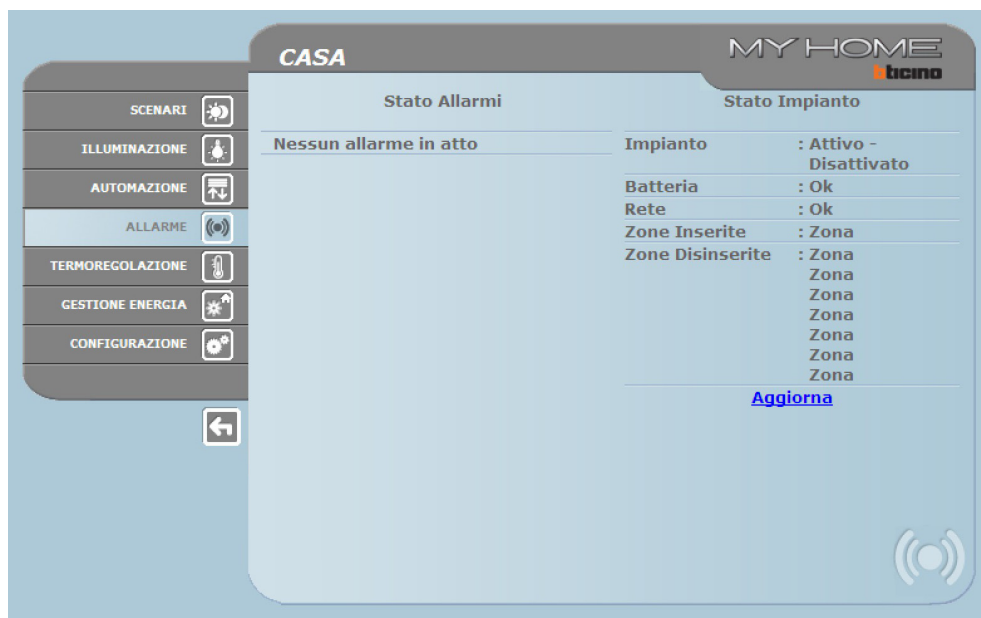 CASA
MY HOME
bticino
SCENARI
ILLUMINAZIONE
AUTOMAZIONE
ALLARME
TERMOREGOLAZIONE
GESTIONE ENERGIA
CONFIGURAZIONE
Stato Allarmi
Nessun allarme in atto
Stato Impianto
Impianto : Attivo -
Disattivato
Batteria : Ok
Rete : Ok
Zone Inserite : Zona
Zone Disinserite : Zona
Zona
Zona
Zona
Zona
Zona
Zona
Aggiorna